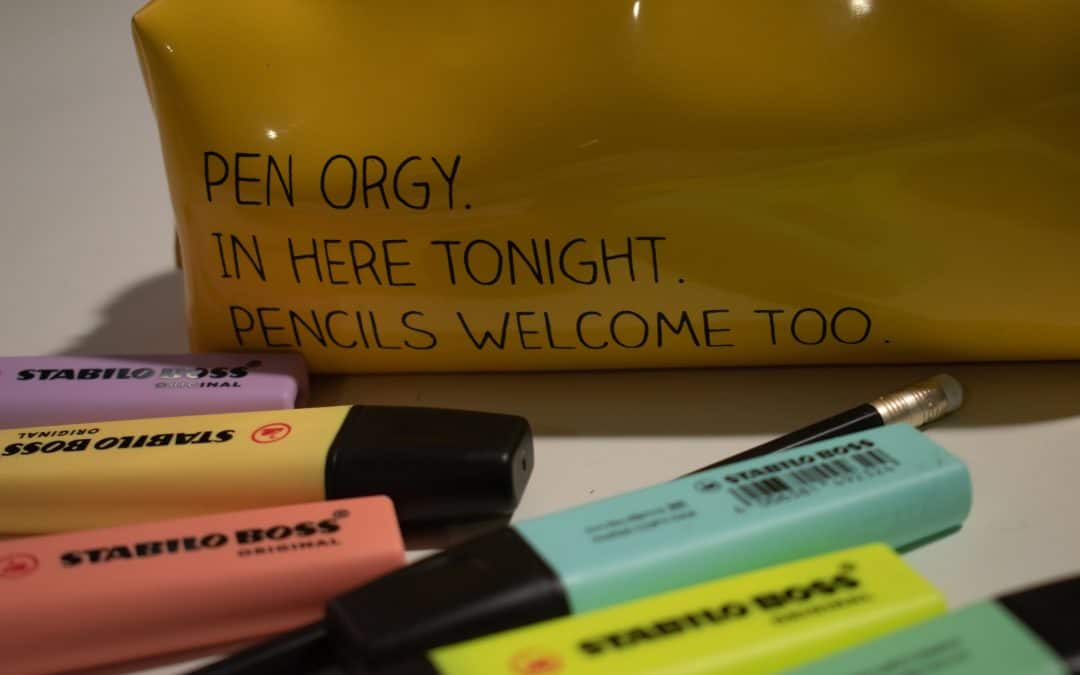 PEN ORGY.
IN HERE TONIGHT.
PENCILS WELCOME TOO.
STABILO BOSS
ORIGINAL
STABILO BOSS
ORIGINAL
STABILO BOSS
ORIGINAL
STABILO BOSS
STABILO BOSS
ORIGINAL